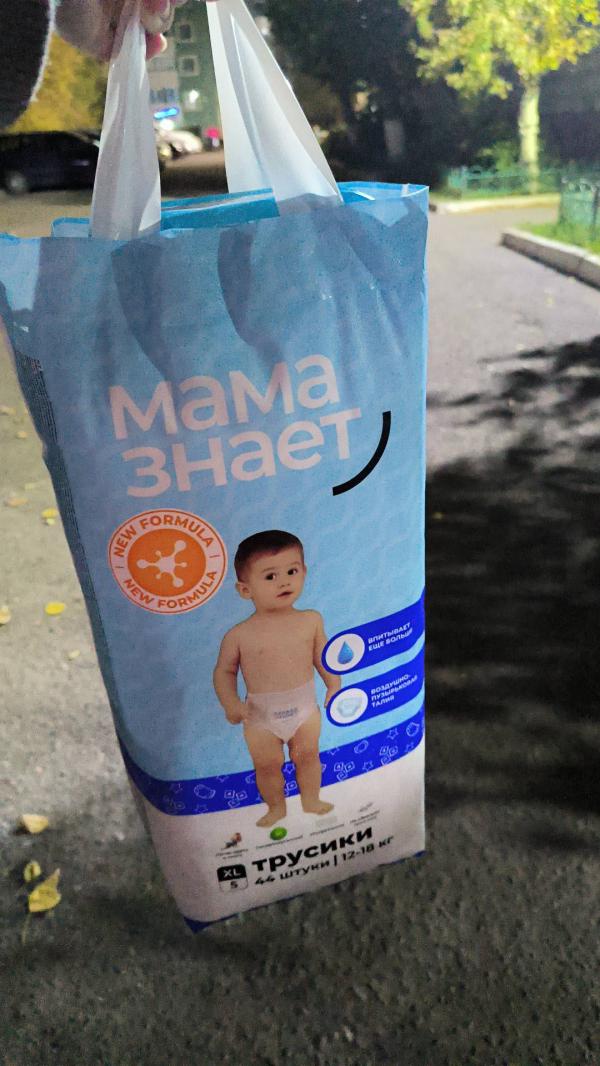 мама
знает
NEW FORMULA
NEW FORMULA
ВПИТЫВАЕТ
ЕЩЕ БОЛЬШЕ
ВОЗДУШНО-
ПУЗЫРЬКОВАЯ
ТАЛИЯ
XL
5
трусики
44 штуки | 12-18 кг